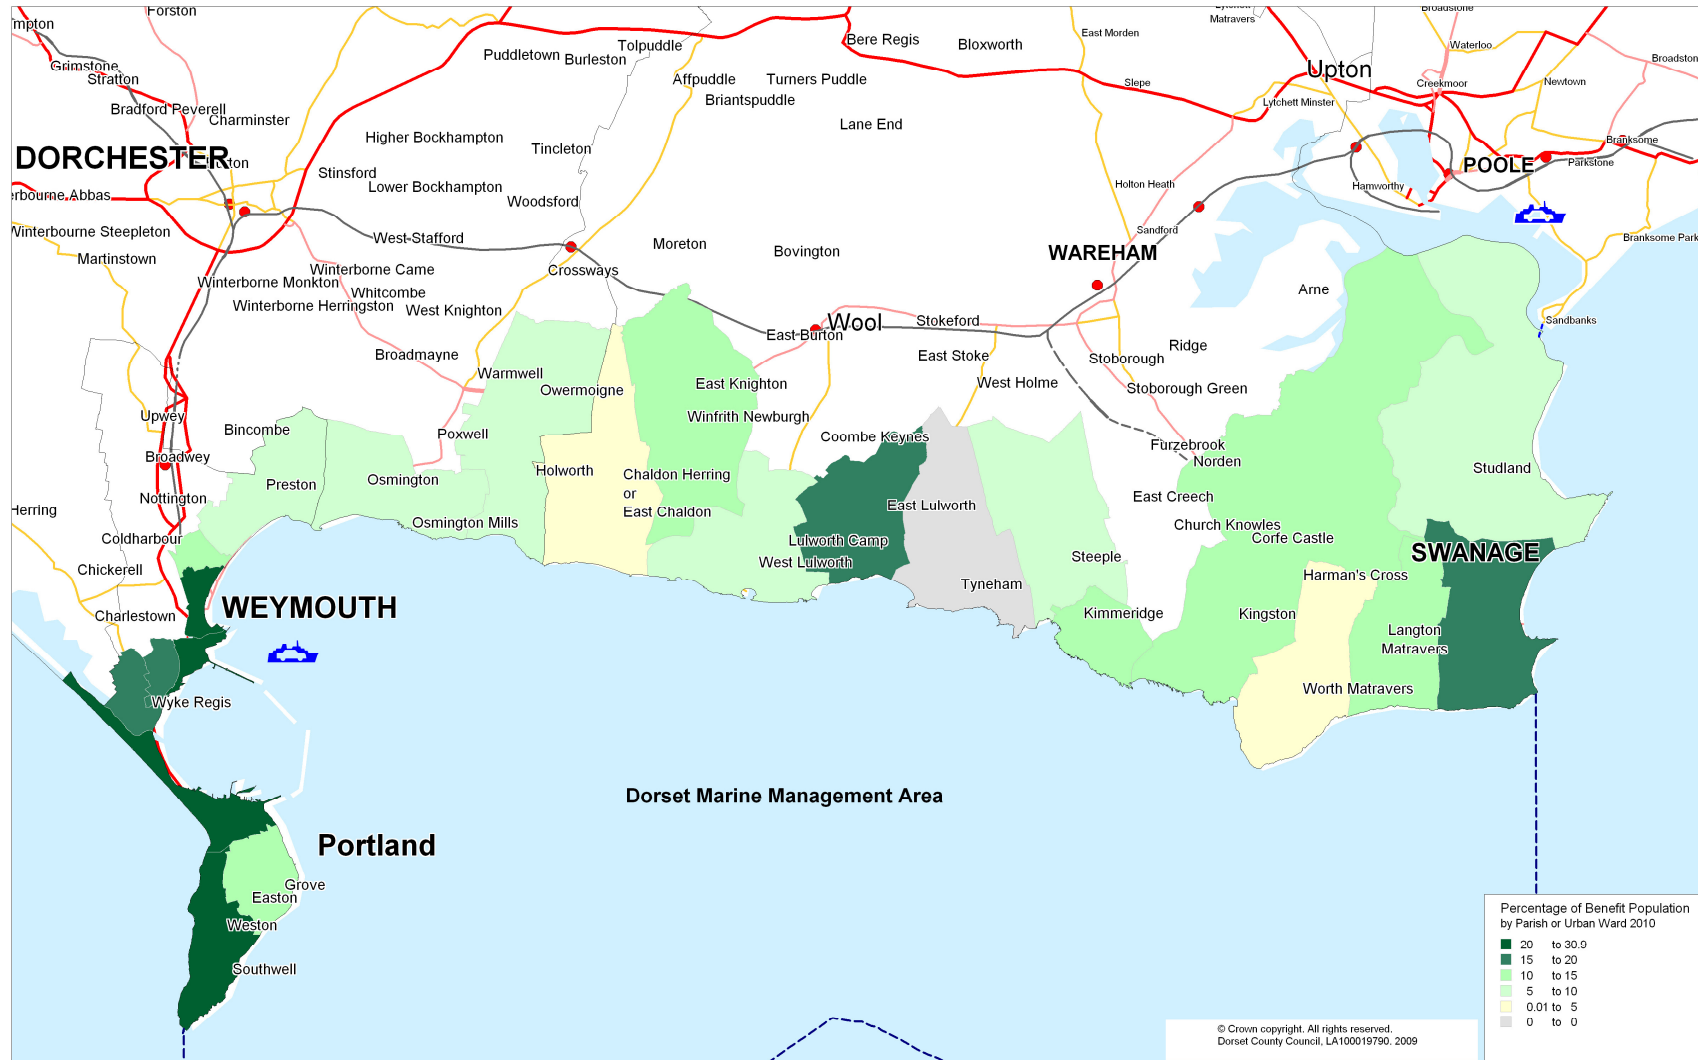 Forston
mpton
Grimstone
Stratton
Bradford Peverell
Charminster
Puddletown
Burleston
Tolpuddle
Affpuddle
Turners Puddle
Briantspuddle
Bere Regis
Bloxworth
East Morden
Matravers
Waterloo
Broadston
Slepe
Upton
Creekmoor
Newtown
Lytchett Minster
Lane End
Higher Bockhampton
Tincleton
DORCHESTER
Stinsford
Lower Bockhampton
Woodsford
erbourne Abbas
Winterbourne Steepleton
Martinstown
West Stafford
Crossways
Moreton
Bovington
Holton Heath
Sandford
WAREHAM
Hamworthy
POOLE
Parkstone
Branksome
Branksome Park
Sandbanks
Arne
Winterborne Monkton
Winterborne Came
Whitcombe
Winterborne Herringston
West Knighton
Broadmayne
Warmwell
Owermoigne
East Burton
Wool
Stokeford
East Stoke
West Holme
Stoborough
Ridge
Stoborough Green
East Knighton
Winfrith Newburgh
Coombe Keynes
Upwey
Bincombe
Broadwey
Poxwell
Preston
Osmington
Osmington Mills
Nottington
Coldharbour
Herring
Chickerell
Charlestown
WEYMOUTH
Wyke Regis
Holworth
Chaldon Herring
or
East Chaldon
East Lulworth
Lulworth Camp
West Lulworth
Tyneham
Steeple
Kimmeridge
Furzebrook
Norden
East Creech
Church Knowles
Corfe Castle
Studland
SWANAGE
Harman's Cross
Kingston
Langton
Matravers
Worth Matravers
Dorset Marine Management Area
Portland
Grove
Easton
Weston
Southwell
Percentage of Benefit Population
by Parish or Urban Ward 2010
20 to 30.9
15 to 20
10 to 15
5 to 10
0.01 to 5
0 to 0
© Crown copyright. All rights reserved.
Dorset County Council, LA100019790. 2009